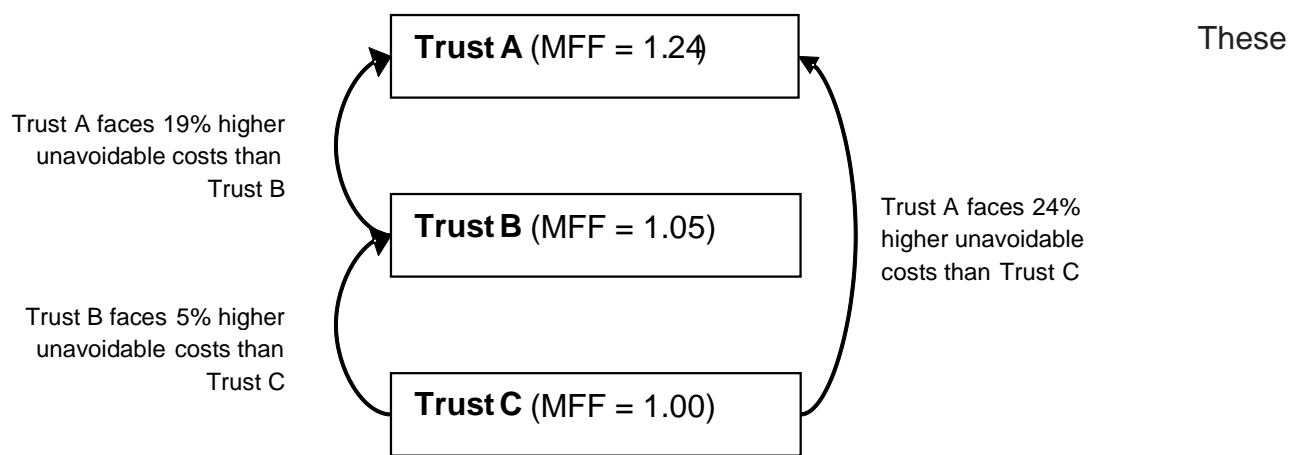 Trust A (MFF = 1.24)
These
Trust A faces 19% higher
unavoidable costs than
Trust B
Trust B (MFF = 1.05)
Trust A faces 24%
higher unavoidable
costs than Trust C
Trust B faces 5% higher
unavoidable costs than
Trust C
Trust C (MFF = 1.00)